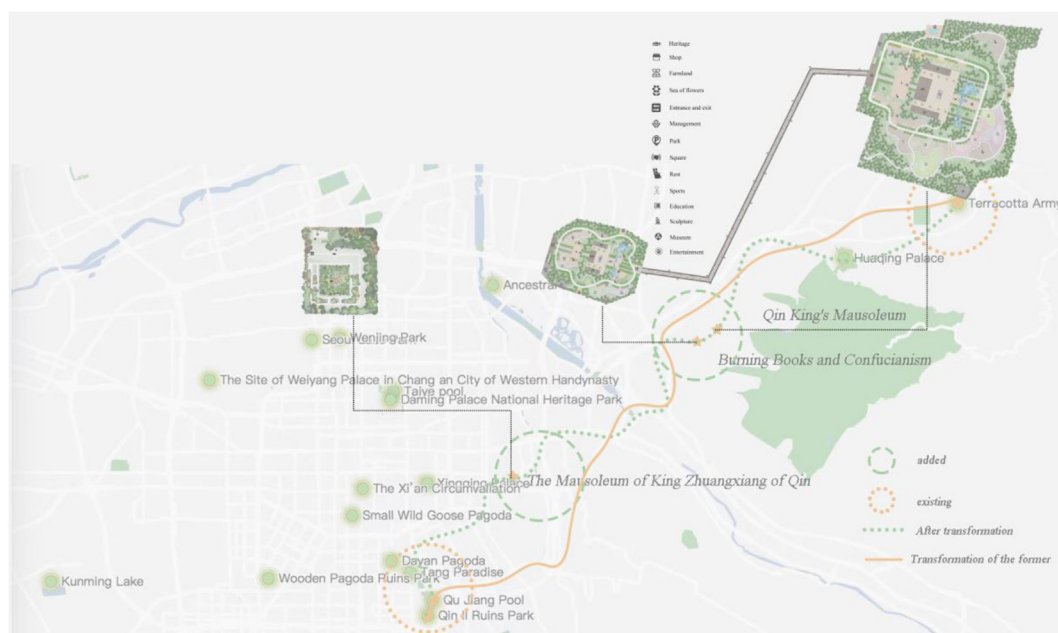 Heritage
Shop
Farmland
Sea of flowers
Entrance and exit
Management
Park
Square
Rest
Sports
Education
Sculpture
Museum
Entertainment
Terracotta Army
Huaqing Palace
Ancestral
Qin King's Mausoleum
Wenjing Park
Burning Books and Confucianism
The Site of Weiyang Palace in Chang an City of Western Handynasty
Taiye pool
Daming Palace National Heritage Park
added
The Mausoleum of King Zhuangxiang of Qin
The Xi'an Circumvallation
existing
Small Wild Goose Pagoda
After transformation
Dayan Pagoda
Transformation of the former
Tang Paradise
Kunming Lake
Wooden Pagoda Ruins Park
Qu Jiang Pool
Qin II Ruins Park